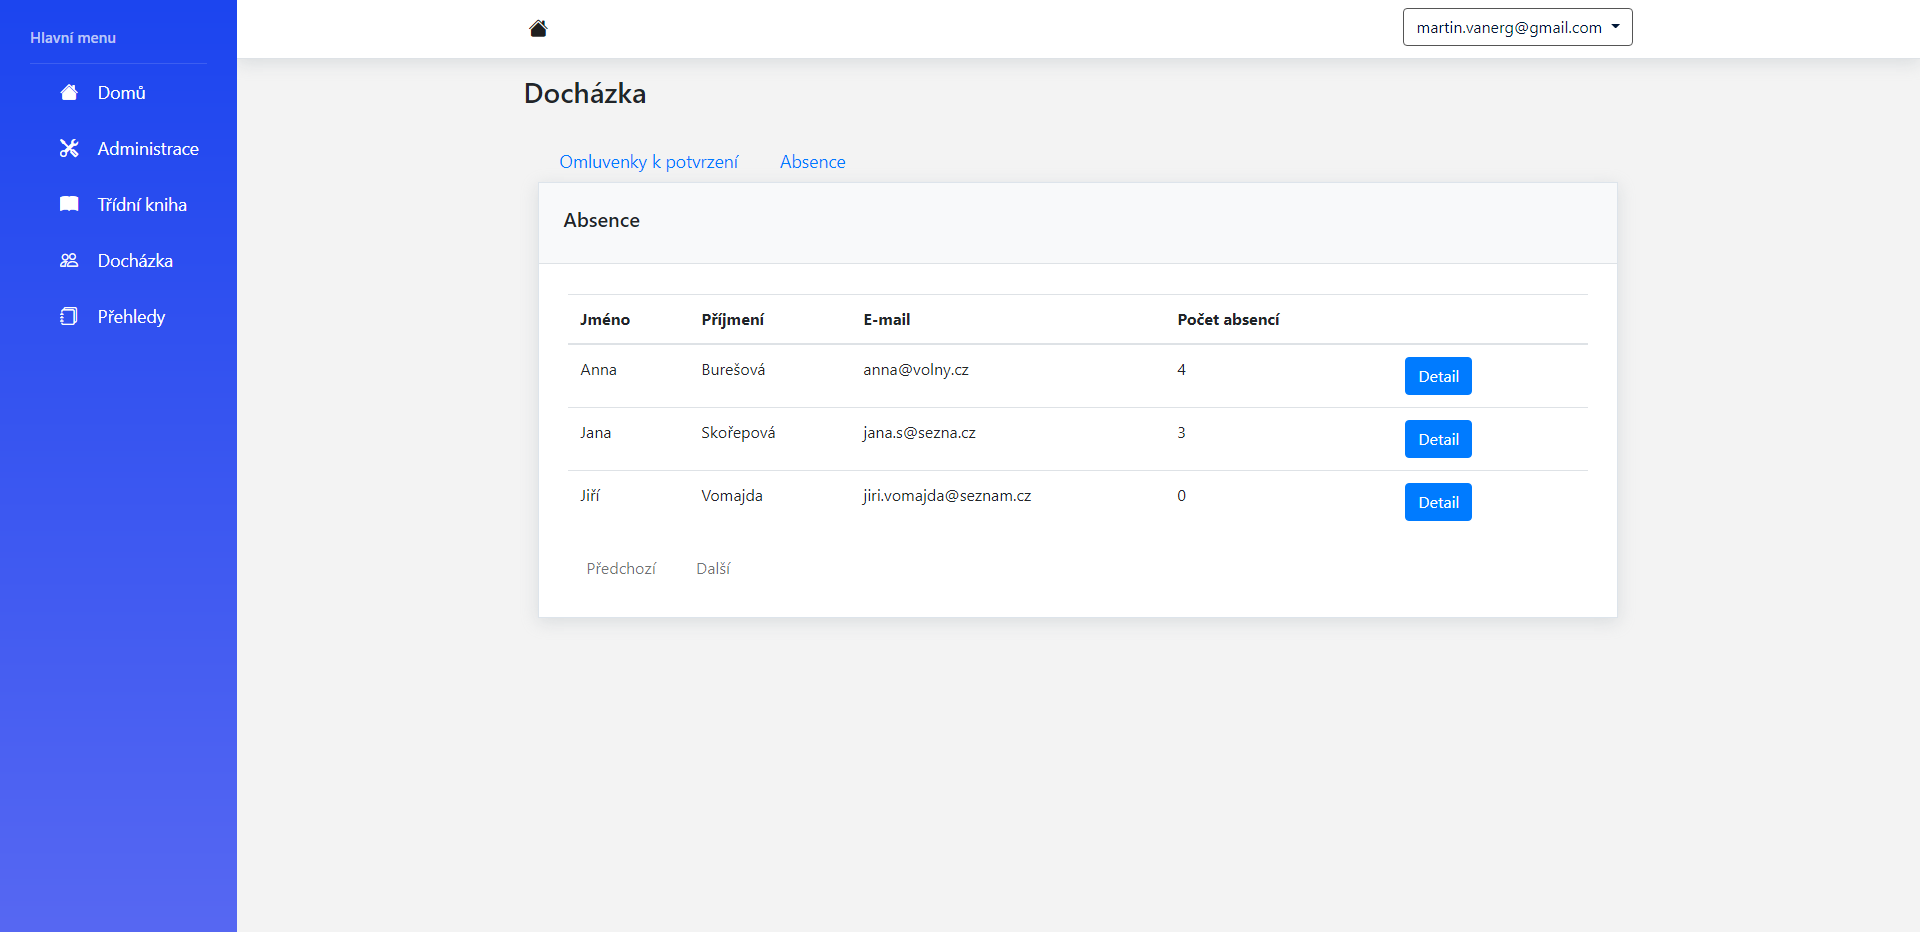 Hlavní menu
Domů
Administrace
Třídní kniha
Docházka
Přehledy
martin.vanerg@gmail.com
Docházka
Omluvenky k potvrzení Absence
Absence
Jméno Příjmení E-mail Počet absencí
Anna Burešová anna@volny.cz 4 Detail
Jana Skořepová jana.s@sezna.cz 3 Detail
Jiří Vomajda jiri.vomajda@seznam.cz 0 Detail
Předchozí Další